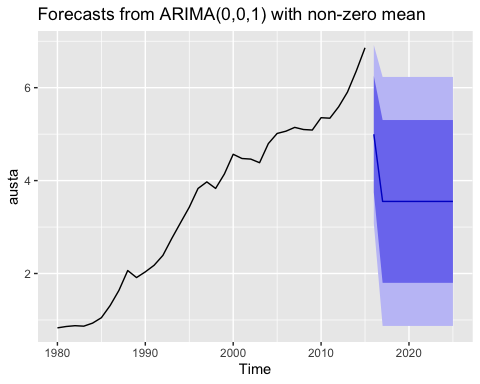 Forecasts from ARIMA(0,0,1) with non-zero mean
6
4
2
austa
1980 1990 2000 2010 2020
Time